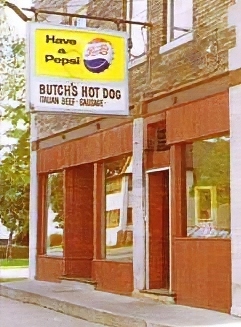 Have
a
Pepsi
PEPSI
BUTCH'S HOT DOG
ITALIAN BEEF · SAUSAGE ·